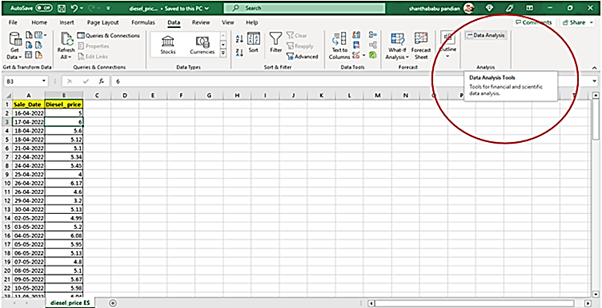 AutoSave Off diesel_pric... - Saved to this PC shanthababu pandian
File Home Insert Page Layout Formulas Data Review View Help Comments Share
Get Data Refresh All Queries & Connections Properties Edit Links Stocks Currencies Sort Filter Clear Reapply Advanced Text to Columns What-If Analysis Forecast Sheet Outline Data Analysis
Get & Transform Data Queries & Connections Data Types Sort & Filter Data Tools Forecast Analysis
Data Analysis Tools
Tools for financial and scientific
data analysis.
B3 fx 6
A B C D E F G H I J K L M N O P
1 Sale_Date Diesel_price
2 16-04-2022 5
3 17-04-2022 6
4 18-04-2022 5.6
5 18-04-2022 5.12
6 21-04-2022 5.1
7 22-04-2022 5.34
8 24-04-2022 5.45
9 25-04-2022 4
10 26-04-2022 6.17
11 26-04-2022 4.6
12 29-04-2022 3.2
13 30-04-2022 5.13
14 02-05-2022 4.99
15 03-05-2022 5.2
16 04-05-2022 6.08
17 05-05-2022 5.95
18 06-05-2022 5.13
19 07-05-2022 4.8
20 08-05-2022 5.1
21 09-05-2022 5.67
22 10-05-2022 5.98
diesel price ES